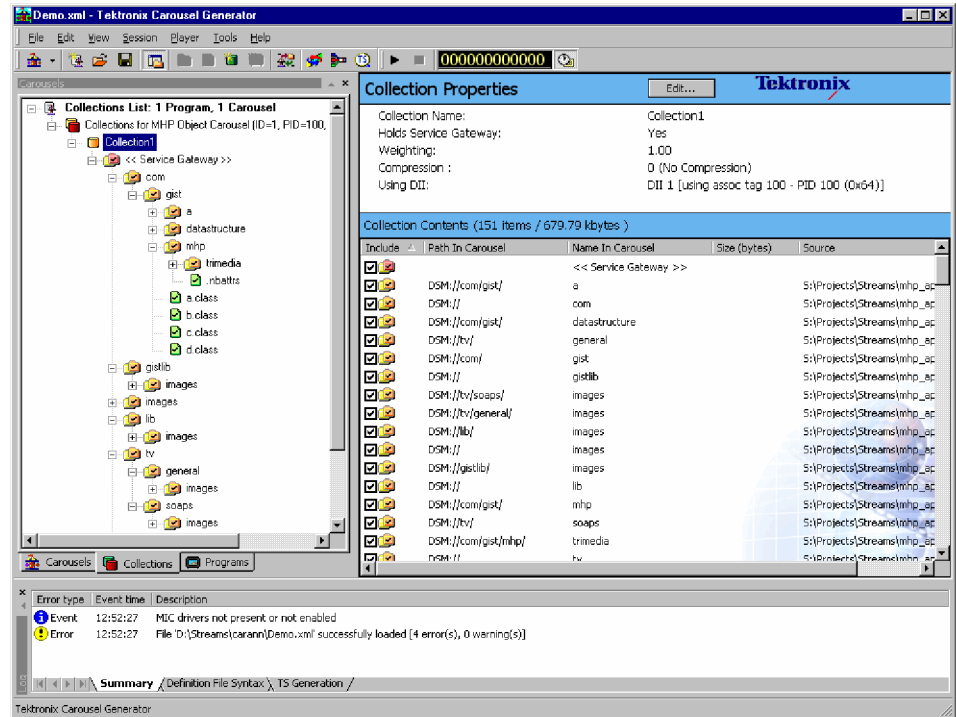 Demo.xml - Tektronix Carousel Generator
File Edit View Session Player Tools Help
000000000000
Carousels
Collections List: 1 Program, 1 Carousel
Collections for MHP Object Carousel (ID=1, PID=100,
Collection1
<< Service Gateway >>
com
gist
a
datastructure
mhp
trimedia
.nbattrs
a.class
b.class
c.class
d.class
gistlib
images
images
lib
images
tv
general
images
soaps
images
Carousels Collections Programs
Collection Properties Edit... Tektronix
Collection Name: Collection1
Holds Service Gateway: Yes
Weighting: 1.00
Compression : 0 (No Compression)
Using DII: DII 1 [using assoc tag 100 - PID 100 (0x64)]
Collection Contents (151 items / 679.79 kbytes )
Include Path In Carousel Name In Carousel Size (bytes) Source
<< Service Gateway >>
DSM://com/gist/ a S:\Projects\Streams\mhp_ap
DSM:// com S:\Projects\Streams\mhp_ap
DSM://com/gist/ datastructure S:\Projects\Streams\mhp_ap
DSM://tv/ general S:\Projects\Streams\mhp_ap
DSM://com/ gist S:\Projects\Streams\mhp_ap
DSM:// gistlib S:\Projects\Streams\mhp_ap
DSM://tv/soaps/ images S:\Projects\Streams\mhp_ap
DSM://tv/general/ images S:\Projects\Streams\mhp_ap
DSM://lib/ images S:\Projects\Streams\mhp_ap
DSM:// images S:\Projects\Streams\mhp_ap
DSM://gistlib/ images S:\Projects\Streams\mhp_ap
DSM:// lib S:\Projects\Streams\mhp_ap
DSM://com/gist/ mhp S:\Projects\Streams\mhp_ap
DSM://tv/ soaps S:\Projects\Streams\mhp_ap
DSM://com/gist/mhp/ trimedia S:\Projects\Streams\mhp_ap
DSM:// tv S:\Projects\Streams\mhp_ap
Error type Event time Description
Event 12:52:27 MIC drivers not present or not enabled
Error 12:52:27 File 'D:\Streams\carann\Demo.xml' successfully loaded [4 error(s), 0 warning(s)]
Log
Summary Definition File Syntax TS Generation
Tektronix Carousel Generator